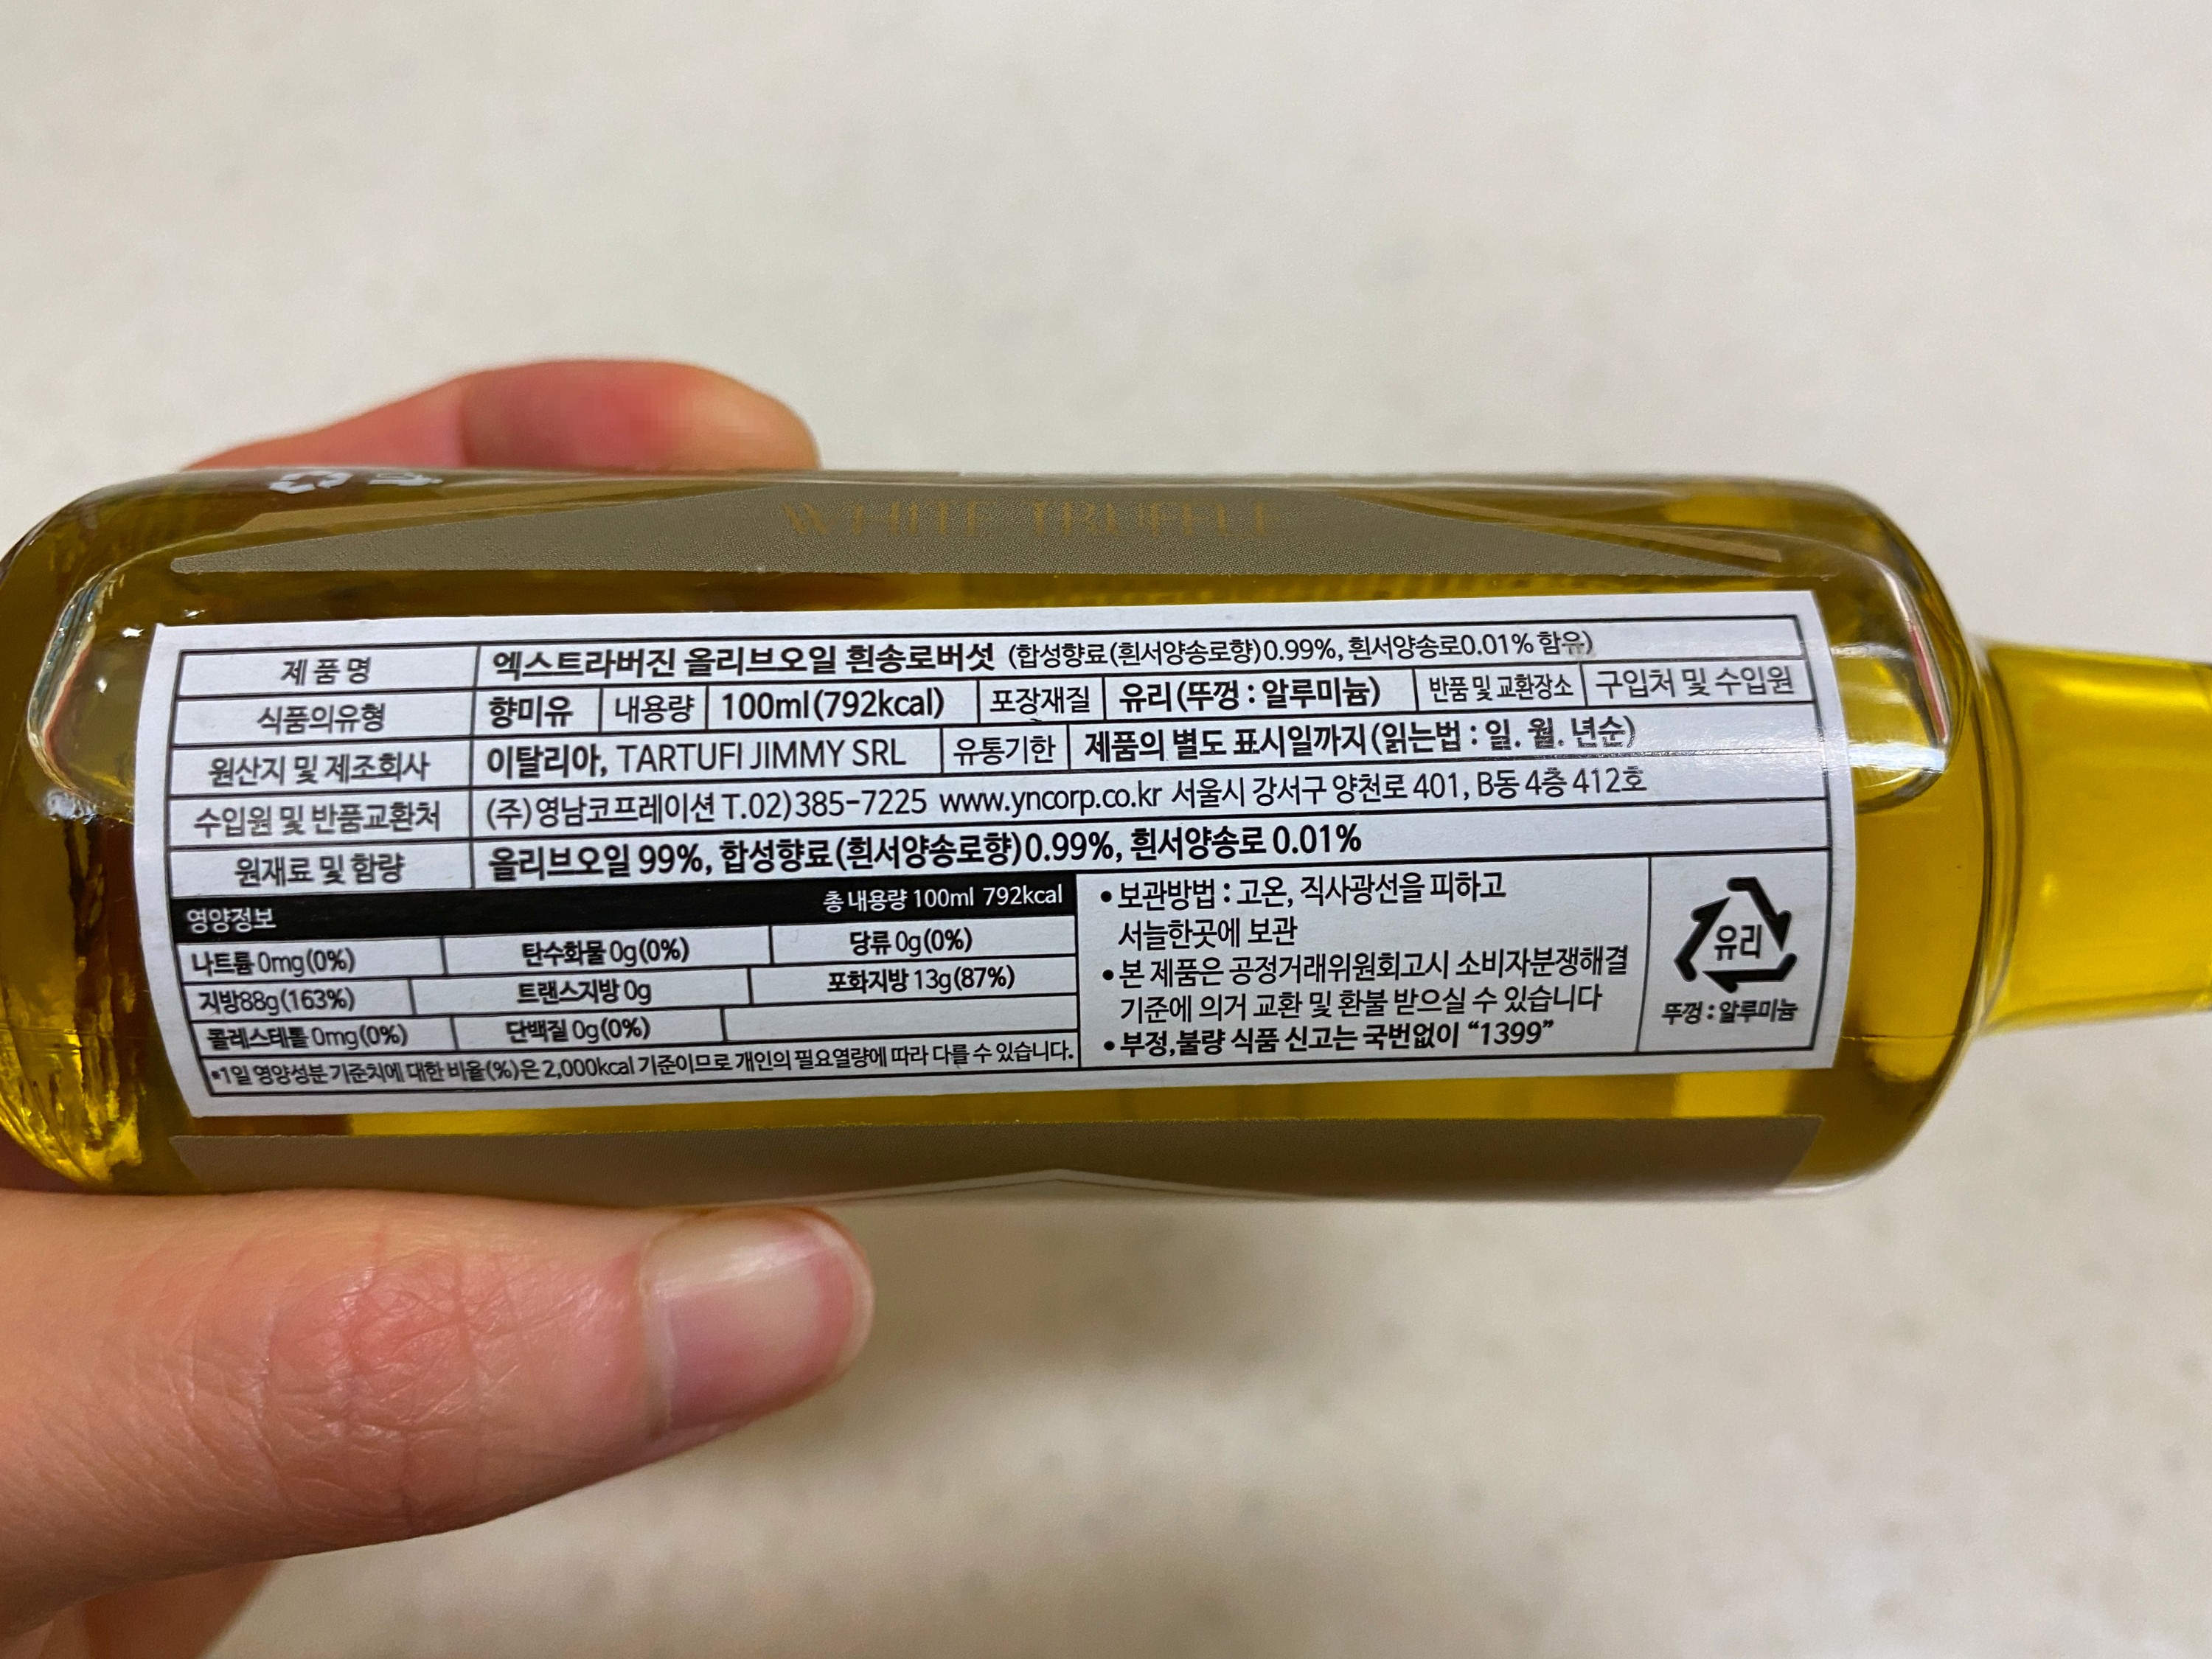 WHITE TRUFFLE
제 품 명 엑스트라버진 올리브오일 흰송로버섯 (합성향료(흰서양송로향)0.99%, 흰서양송로0.01% 함유)
식품의유형 향미유 내용량 100ml(792kcal) 포장재질 유리(뚜껑 : 알루미늄) 반품 및 교환장소 구입처 및 수입원
원산지 및 제조회사 이탈리아, TARTUFI JIMMY SRL 유통기한 제품의 별도 표시일까지(읽는법 : 일. 월. 년순)
수입원 및 반품교환처 (주)영남코프레이션 T.02)385-7225 www.yncorp.co.kr 서울시 강서구 양천로 401, B동 4층 412호
원재료 및 함량 올리브오일 99%, 합성향료(흰서양송로향)0.99%, 흰서양송로 0.01%
영양정보 총 내용량 100ml 792kcal
나트륨 0mg(0%) 탄수화물 0g(0%) 당류 0g(0%)
지방88g(163%) 트랜스지방 0g 포화지방 13g(87%)
콜레스테롤 0mg(0%) 단백질 0g(0%)
*1일 영양성분 기준치에 대한 비율(%)은 2,000kcal 기준이므로 개인의 필요열량에 따라 다를 수 있습니다.
• 보관방법 : 고온, 직사광선을 피하고
서늘한곳에 보관
• 본 제품은 공정거래위원회고시 소비자분쟁해결
기준에 의거 교환 및 환불 받으실 수 있습니다
• 부정,불량 식품 신고는 국번없이 “1399”
유리
뚜껑 : 알루미늄